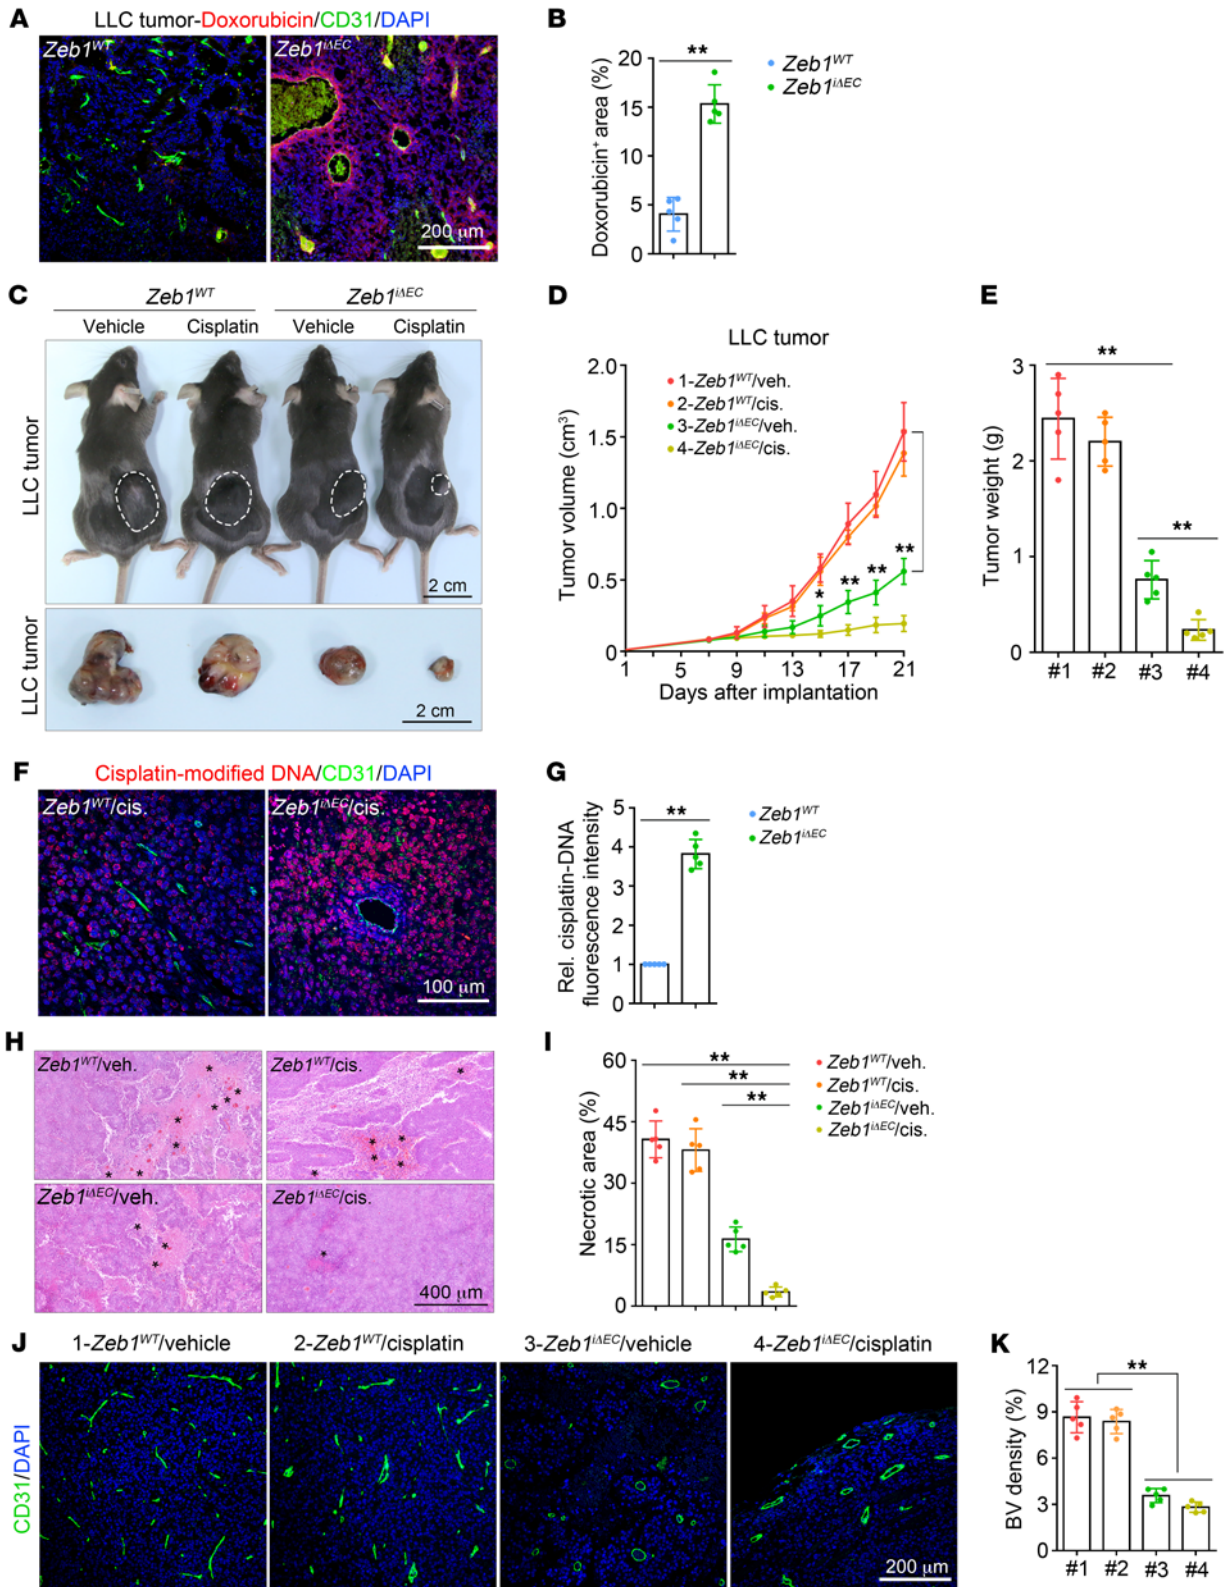 A
LLC tumor-Doxorubicin/CD31/DAPI
Zeb1WT
Zeb1iΔEC
200 μm
B
Doxorubicin+ area (%)
20
15
10
5
0
**
Zeb1WT
Zeb1iΔEC
C
Zeb1WT
Zeb1iΔEC
Vehicle
Cisplatin
Vehicle
Cisplatin
LLC tumor
2 cm
LLC tumor
2 cm
D
LLC tumor
Tumor volume (cm3)
2.0
1.5
1.0
0.5
0
1-Zeb1WT/veh.
2-Zeb1WT/cis.
3-Zeb1iΔEC/veh.
4-Zeb1iΔEC/cis.
*
**
**
**
1
5
9
13
17
21
Days after implantation
E
Tumor weight (g)
3
2
1
0
**
**
#1
#2
#3
#4
F
Cisplatin-modified DNA/CD31/DAPI
Zeb1WT/cis.
Zeb1iΔEC/cis.
100 μm
G
Rel. cisplatin-DNA
fluorescence intensity
5
4
3
2
1
0
**
Zeb1WT
Zeb1iΔEC
H
Zeb1WT/veh.
Zeb1WT/cis.
Zeb1iΔEC/veh.
Zeb1iΔEC/cis.
400 μm
I
Necrotic area (%)
60
45
30
15
0
**
**
**
Zeb1WT/veh.
Zeb1WT/cis.
Zeb1iΔEC/veh.
Zeb1iΔEC/cis.
J
1-Zeb1WT/vehicle
2-Zeb1WT/cisplatin
3-Zeb1iΔEC/vehicle
4-Zeb1iΔEC/cisplatin
CD31/DAPI
200 μm
K
BV density (%)
12
9
6
3
0
**
#1
#2
#3
#4